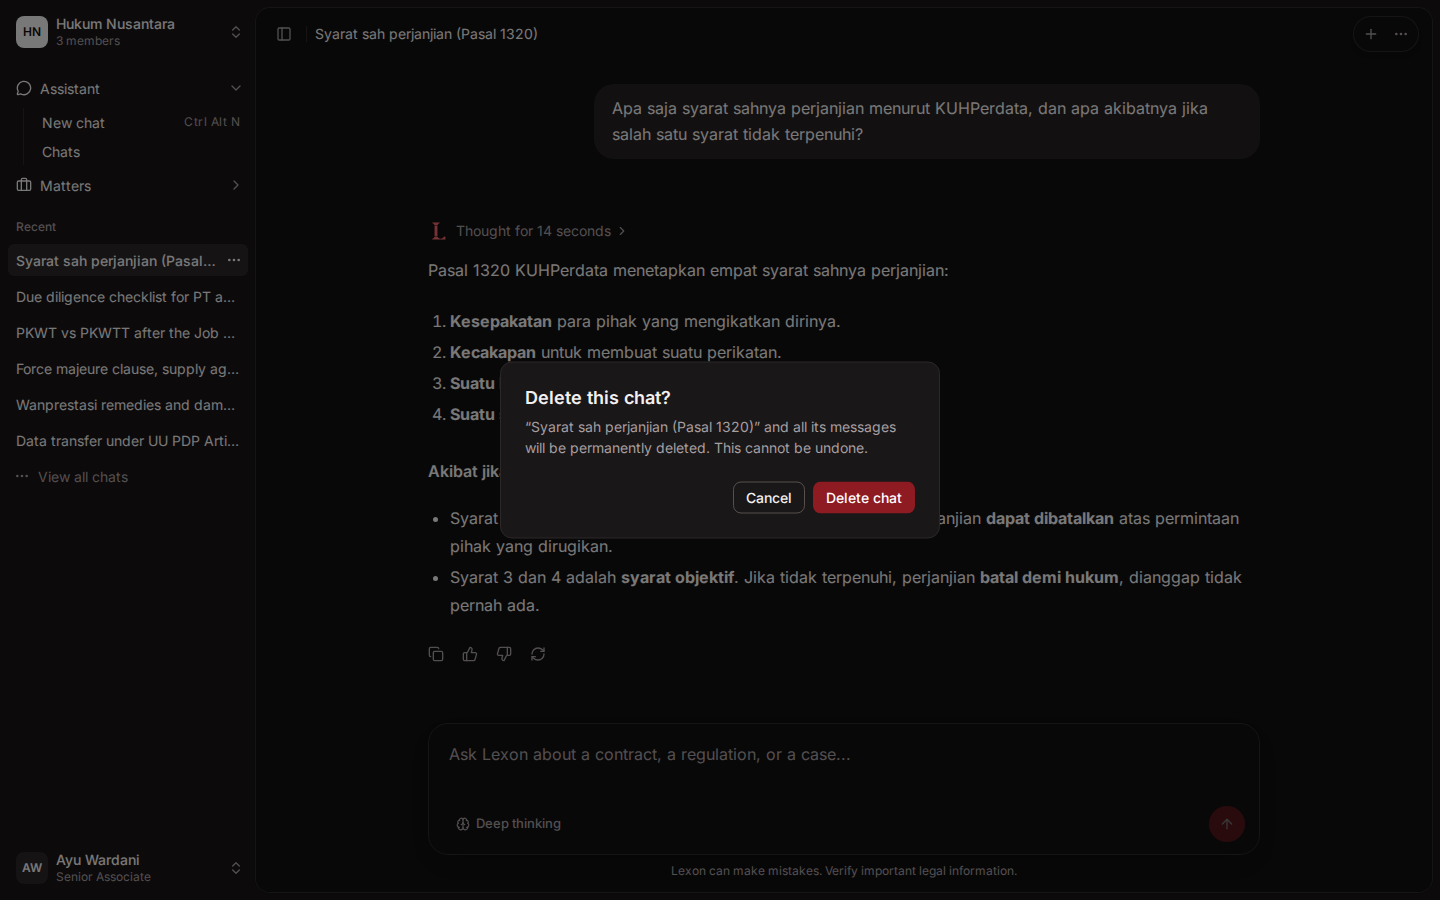 HN
Hukum Nusantara
3 members
Assistant
New chat
Ctrl Alt N
Chats
Matters
Recent
Syarat sah perjanjian (Pasal...
Due diligence checklist for PT a...
PKWT vs PKWTT after the Job ...
Force majeure clause, supply ag...
Wanprestasi remedies and dam...
Data transfer under UU PDP Arti...
View all chats
AW
Ayu Wardani
Senior Associate
Syarat sah perjanjian (Pasal 1320)
Apa saja syarat sahnya perjanjian menurut KUHPerdata, dan apa akibatnya jika
salah satu syarat tidak terpenuhi?
L
Thought for 14 seconds
Pasal 1320 KUHPerdata menetapkan empat syarat sahnya perjanjian:
1. Kesepakatan para pihak yang mengikatkan dirinya.
2. Kecakapan untuk membuat suatu perikatan.
3. Suatu
4. Suatu
Delete this chat?
“Syarat sah perjanjian (Pasal 1320)” and all its messages
will be permanently deleted. This cannot be undone.
Cancel
Delete chat
Akibat jik
Syarat
anjian dapat dibatalkan atas permintaan
pihak yang dirugikan.
Syarat 3 dan 4 adalah syarat objektif. Jika tidak terpenuhi, perjanjian batal demi hukum, dianggap tidak
pernah ada.
Ask Lexon about a contract, a regulation, or a case...
Deep thinking
Lexon can make mistakes. Verify important legal information.